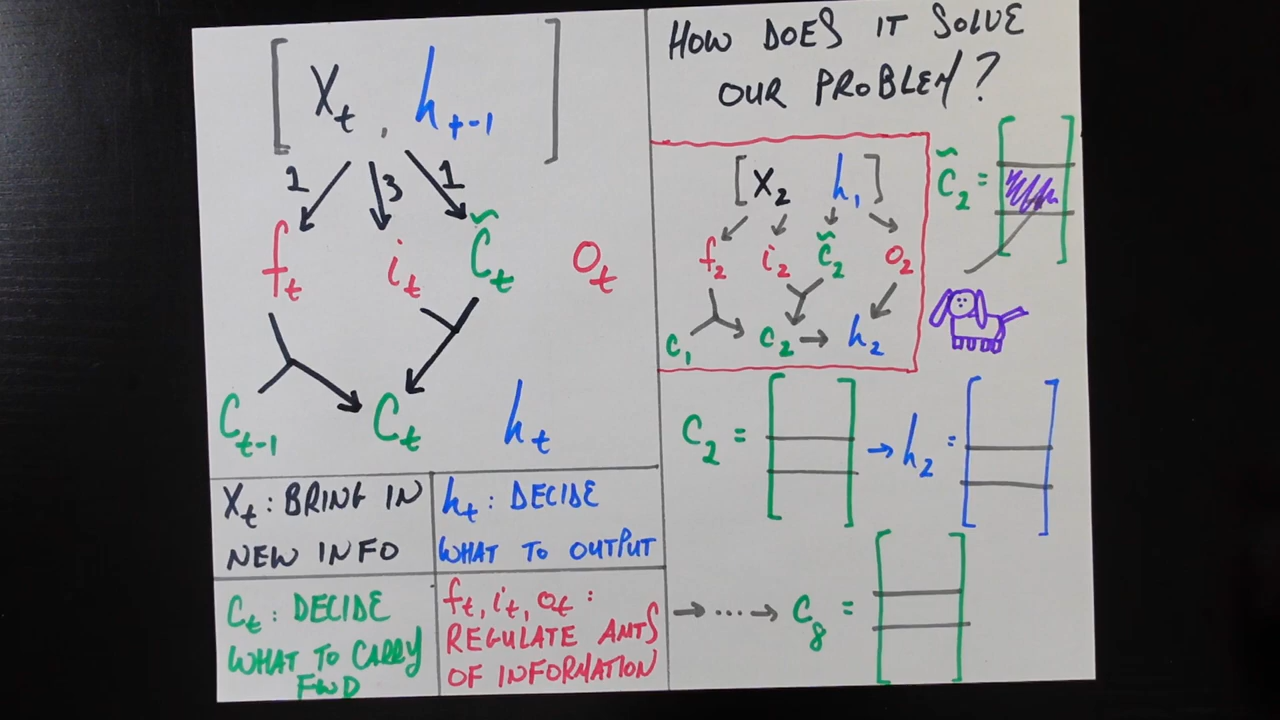 [ Xt , ht-1 ]
2 3 1
ft it C̃t Ot
Ct-1 Ct ht
Xt : BRING IN
NEW INFO
ht : DECIDE
WHAT TO OUTPUT
Ct : DECIDE
WHAT TO CARRY
FWD
ft, it, ot :
REGULATE AMTS
OF INFORMATION
HOW DOES IT SOLVE
OUR PROBLEM?
[ X2 h1 ]
f2 i2 C̃2 O2
C1 C2 → h2
C̃2 =
C2 = → h2 =
→ ... → C8 =